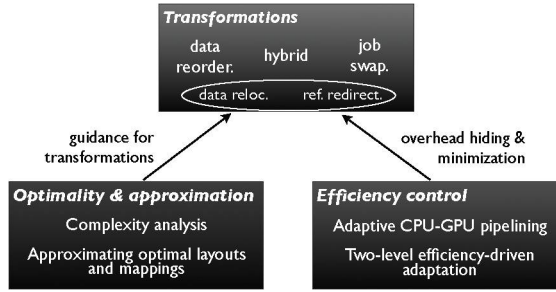 Transformations
data reorder.
hybrid
job swap.
data reloc.
ref. redirect.
guidance for
transformations
overhead hiding &
minimization
Optimality & approximation
Complexity analysis
Approximating optimal layouts
and mappings
Efficiency control
Adaptive CPU-GPU pipelining
Two-level efficiency-driven
adaptation